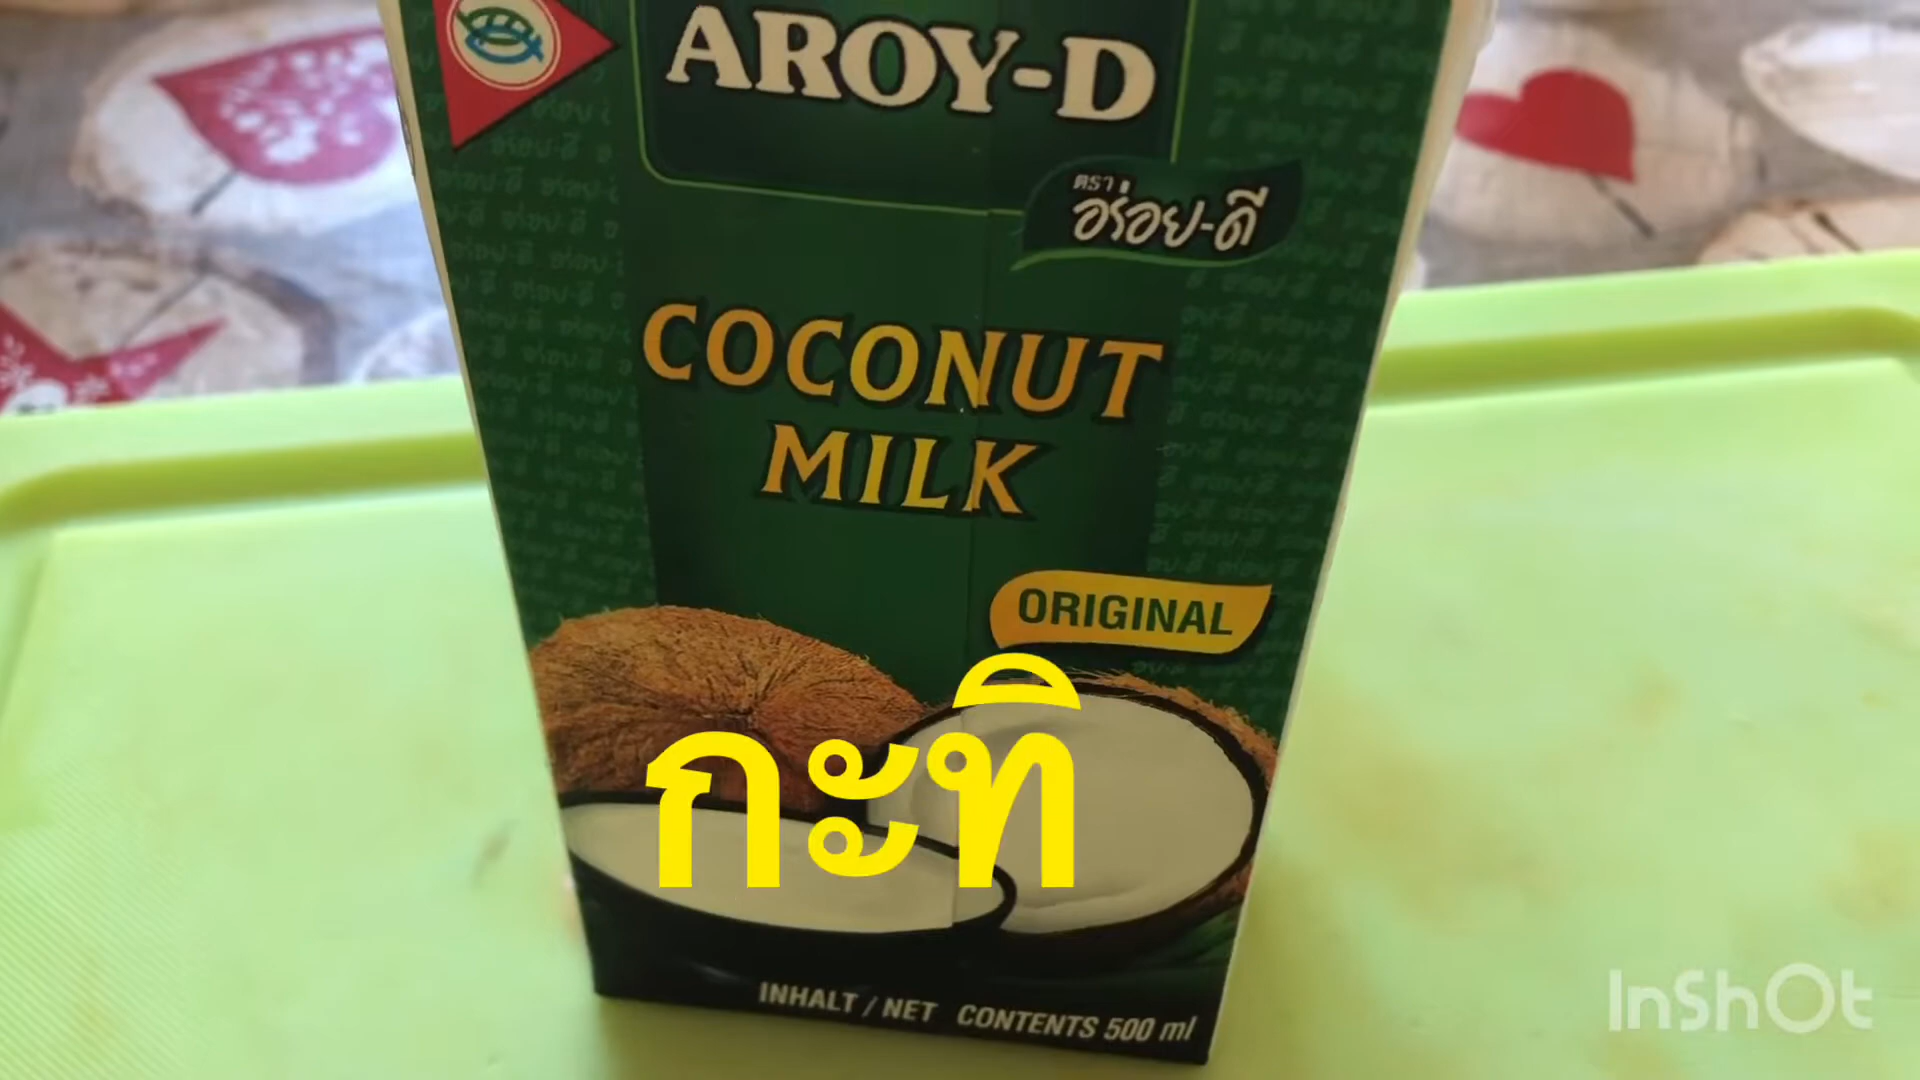 AROY-D
ตรา
อร่อย-ดี
COCONUT
MILK
ORIGINAL
กะทิ
INHALT / NET CONTENTS 500 ml
InShOt